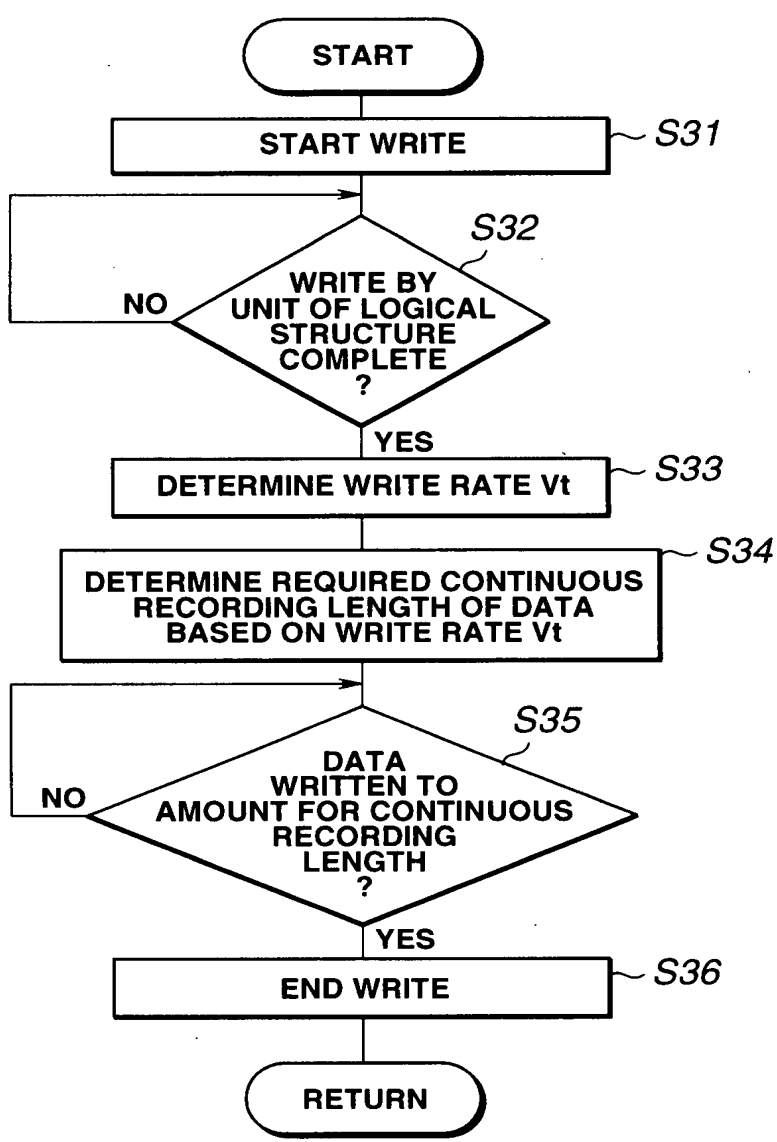 START
START WRITE
S31
S32
WRITE BY
UNIT OF LOGICAL
STRUCTURE
COMPLETE
?
NO
YES
DETERMINE WRITE RATE Vt
S33
S34
DETERMINE REQUIRED CONTINUOUS
RECORDING LENGTH OF DATA
BASED ON WRITE RATE Vt
S35
DATA
WRITTEN TO
AMOUNT FOR CONTINUOUS
RECORDING
LENGTH
?
NO
YES
END WRITE
S36
RETURN